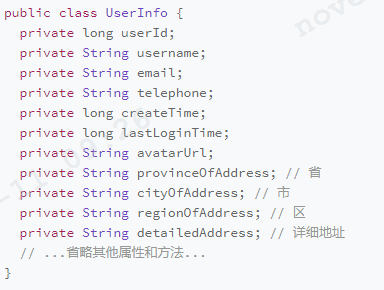 public class UserInfo {
private long userId;
private String username;
private String email;
private String telephone;
private long createTime;
private long lastLoginTime;
private String avatarUrl;
private String provinceOfAddress; // 省
private String cityOfAddress; // 市
private String regionOfAddress; // 区
private String detailedAddress; // 详细地址
// ...省略其他属性和方法...
}